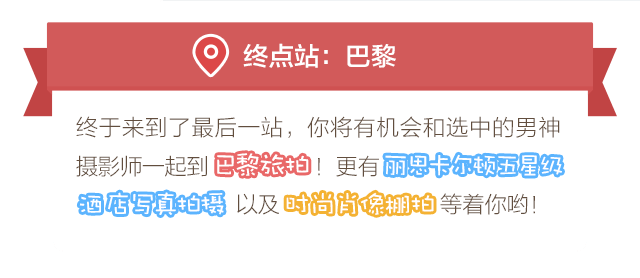 终点站：巴黎
终于来到了最后一站，你将有机会和选中的男神
摄影师一起到 巴黎旅拍！更有 丽思卡尔顿五星级
酒店写真拍摄 以及 时尚肖像棚拍 等着你哟！